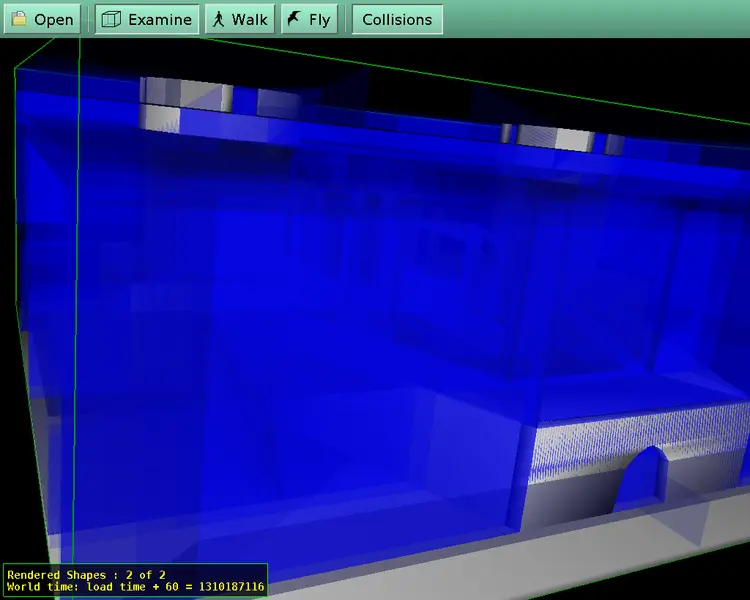 Open Examine Walk Fly Collisions
Rendered Shapes : 2 of 2
World time: load time + 60 = 1310187116